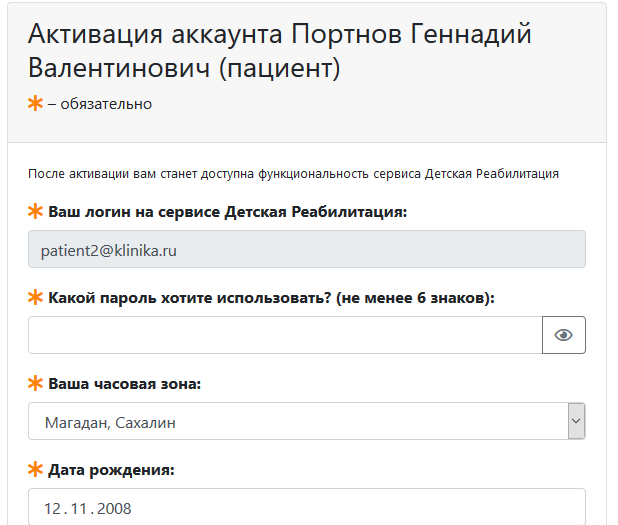 Активация аккаунта Портнов Геннадий
Валентинович (пациент)
* – обязательно
После активации вам станет доступна функциональность сервиса Детская Реабилитация
* Ваш логин на сервисе Детская Реабилитация:
patient2@klinika.ru
* Какой пароль хотите использовать? (не менее 6 знаков):
* Ваша часовая зона:
Магадан, Сахалин
* Дата рождения:
12.11.2008